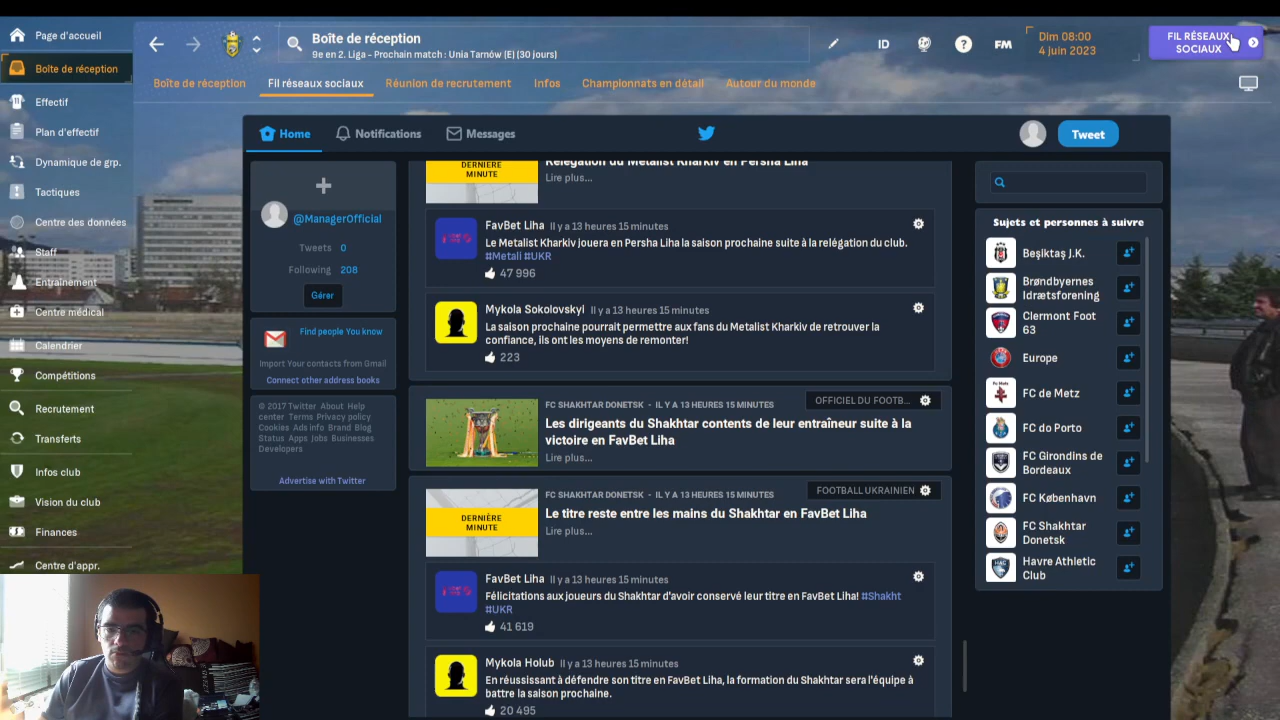 Page d'accueil
Boîte de réception
Effectif
Plan d'effectif
Dynamique de grp.
Tactiques
Centre des données
Staff
Entraînement
Centre médical
Calendrier
Compétitions
Recrutement
Transferts
Infos club
Vision du club
Finances
Centre d'appr.
Boîte de réception
9e en 2. Liga - Prochain match : Unia Tarnów (E) (30 jours)
ID
?
FM
Dim 08:00
4 juin 2023
FIL RÉSEAUX
SOCIAUX
Boîte de réception
Fil réseaux sociaux
Réunion de recrutement
Infos
Championnats en détail
Autour du monde
Home
Notifications
Messages
Tweet
@ManagerOfficial
Tweets 0
Following 208
Gérer
Find people You know
Import Your contacts from Gmail
Connect other address books
© 2017 Twitter About Help
center Terms Privacy policy
Cookies Ads info Brand Blog
Status Apps Jobs Businesses
Developers
Advertise with Twitter
DERNIÈRE
MINUTE
Relégation du Metalist Kharkiv en Persha Liha
Lire plus...
FavBet Liha Il y a 13 heures 15 minutes
Le Metalist Kharkiv jouera en Persha Liha la saison prochaine suite à la relégation du club.
#Metali #UKR
47 996
Mykola Sokolovskyi Il y a 13 heures 15 minutes
La saison prochaine pourrait permettre aux fans du Metalist Kharkiv de retrouver la
confiance, ils ont les moyens de remonter!
223
FC SHAKHTAR DONETSK - IL Y A 13 HEURES 15 MINUTES
OFFICIEL DU FOOTB...
Les dirigeants du Shakhtar contents de leur entraîneur suite à la
victoire en FavBet Liha
Lire plus...
DERNIÈRE
MINUTE
FC SHAKHTAR DONETSK - IL Y A 13 HEURES 15 MINUTES
FOOTBALL UKRAINIEN
Le titre reste entre les mains du Shakhtar en FavBet Liha
Lire plus...
FavBet Liha Il y a 13 heures 15 minutes
Félicitations aux joueurs du Shakhtar d'avoir conservé leur titre en FavBet Liha! #Shakht
#UKR
41 619
Mykola Holub Il y a 13 heures 15 minutes
En réussissant à défendre son titre en FavBet Liha, la formation du Shakhtar sera l'équipe à
battre la saison prochaine.
20 495
Sujets et personnes à suivre
Beşiktaş J.K.
Brøndbyernes
Idrætsforening
Clermont Foot
63
Europe
FC de Metz
FC do Porto
FC Girondins de
Bordeaux
FC København
FC Shakhtar
Donetsk
Havre Athletic
Club